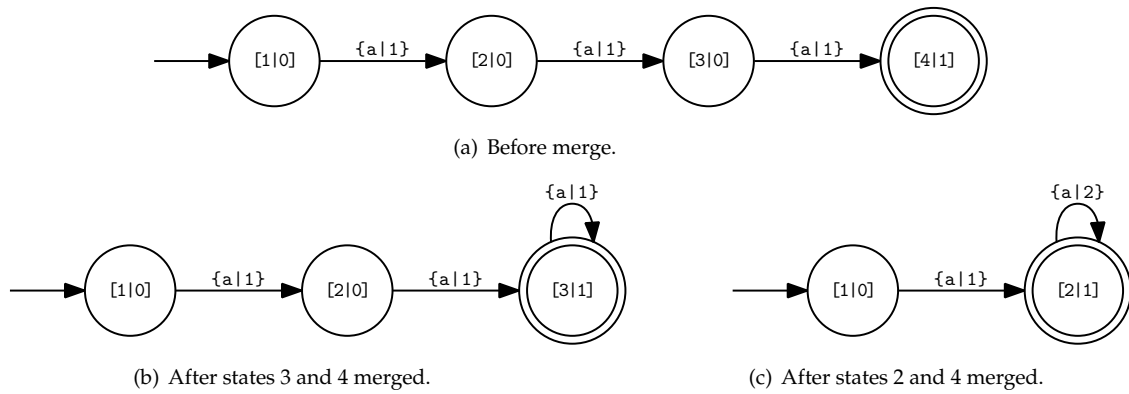 {a|1} {a|1} {a|1}
[1|0] [2|0] [3|0] [4|1]
(a) Before merge.
{a|1} {a|2}
{a|1} {a|1} {a|1}
[1|0] [2|0] [3|1] [1|0] [2|1]
(b) After states 3 and 4 merged. (c) After states 2 and 4 merged.